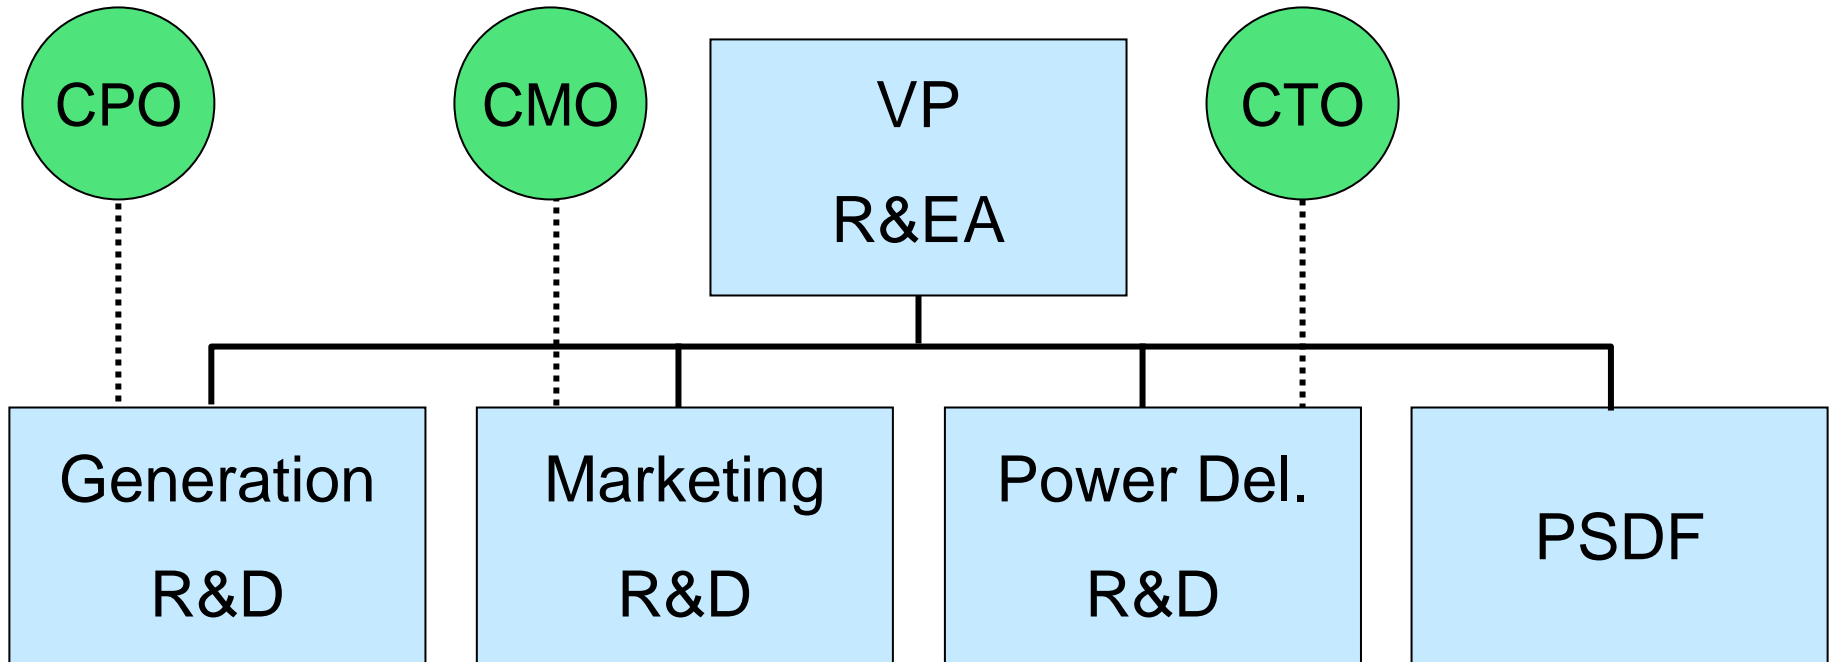 CPO
CMO
VP
R&EA
CTO
Generation
R&D
Marketing
R&D
Power Del.
R&D
PSDF